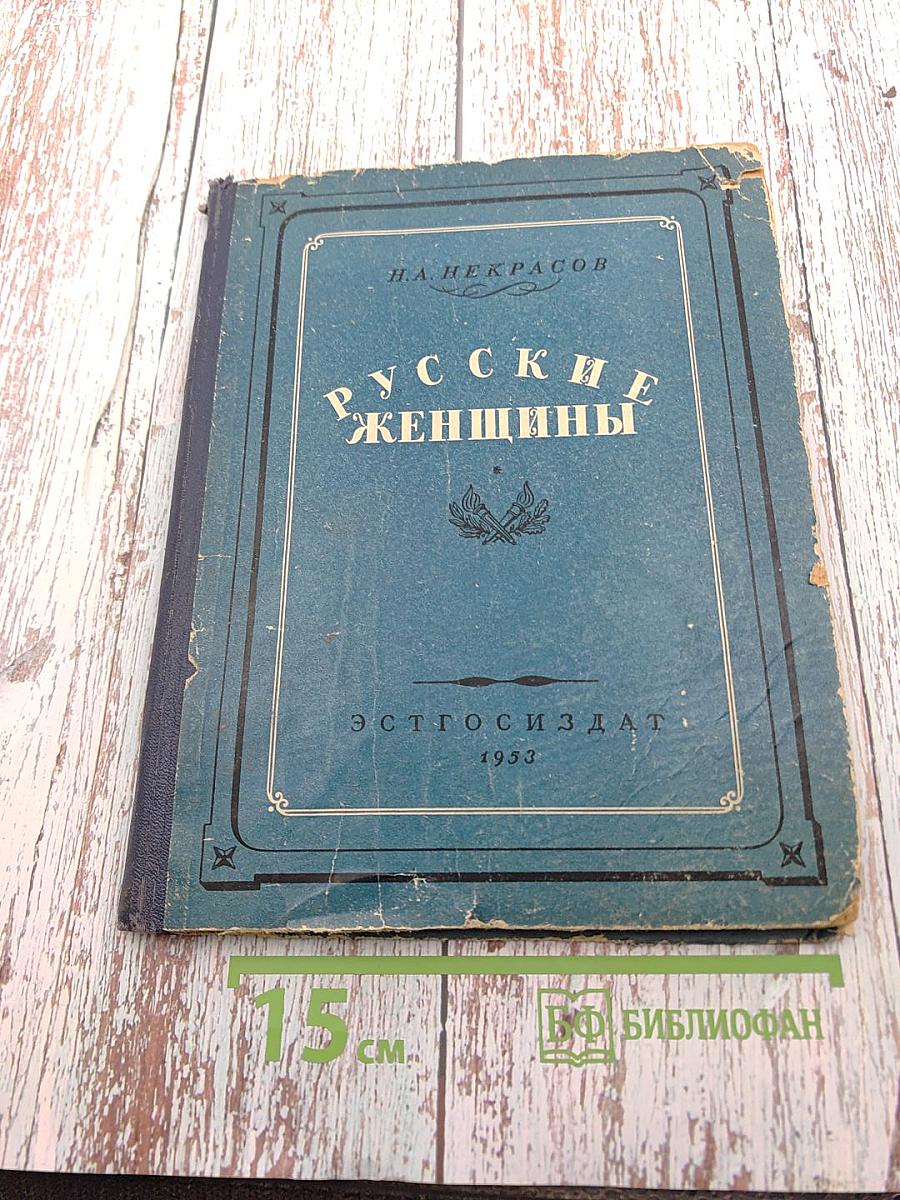 Н. А. НЕКРАСОВ
РУССКИЕ
ЖЕНЩИНЫ
ЭСТГОСИЗДАТ
1953
15 см
БФ БИБЛИОФАН